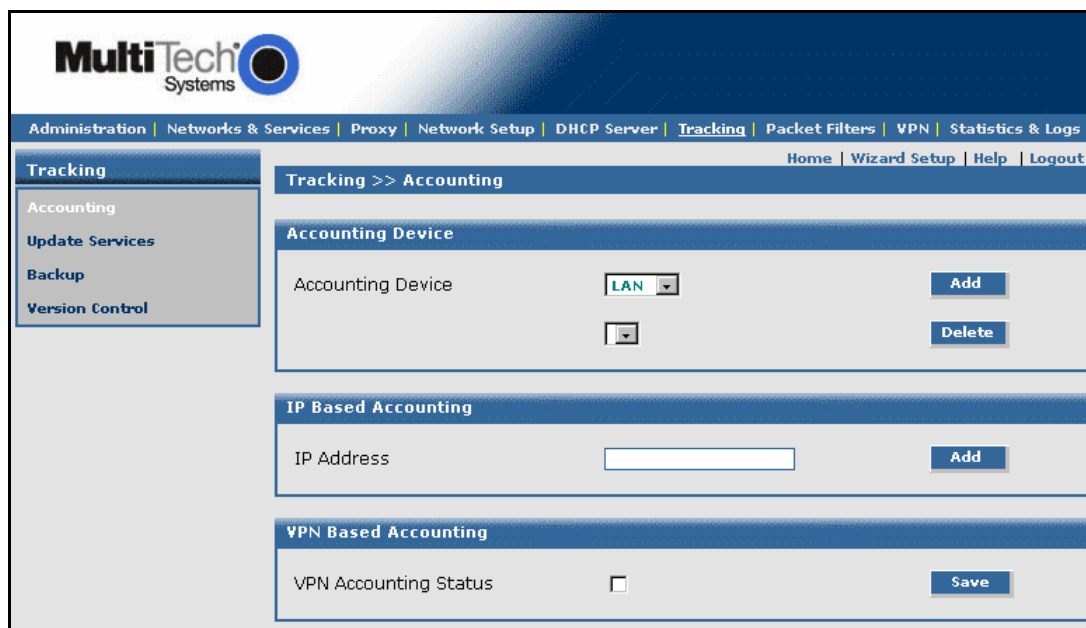 MultiTech
Systems
Administration | Networks & Services | Proxy | Network Setup | DHCP Server | Tracking | Packet Filters | VPN | Statistics & Logs
Home | Wizard Setup | Help | Logout
Tracking
Accounting
Update Services
Backup
Version Control
Tracking >> Accounting
Accounting Device
Accounting Device LAN Add
Delete
IP Based Accounting
IP Address Add
VPN Based Accounting
VPN Accounting Status Save